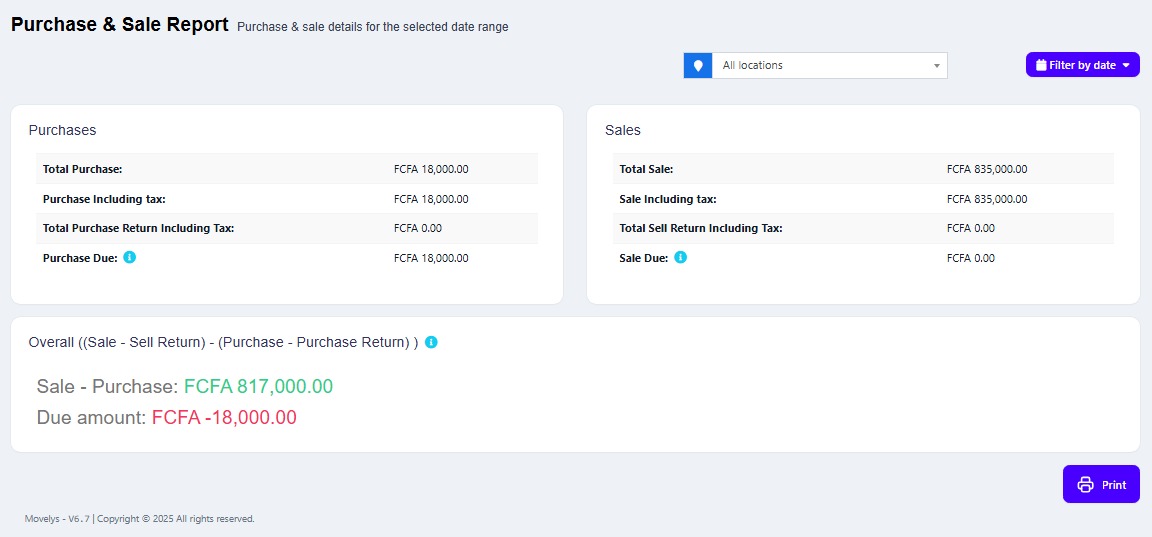 Purchase & Sale Report Purchase & sale details for the selected date range
All locations
Filter by date
Purchases
Total Purchase: FCFA 18,000.00
Purchase Including tax: FCFA 18,000.00
Total Purchase Return Including Tax: FCFA 0.00
Purchase Due: FCFA 18,000.00
Sales
Total Sale: FCFA 835,000.00
Sale Including tax: FCFA 835,000.00
Total Sell Return Including Tax: FCFA 0.00
Sale Due: FCFA 0.00
Overall ((Sale - Sell Return) - (Purchase - Purchase Return) )
Sale - Purchase: FCFA 817,000.00
Due amount: FCFA -18,000.00
Print
Movelys - V6.7 | Copyright © 2025 All rights reserved.